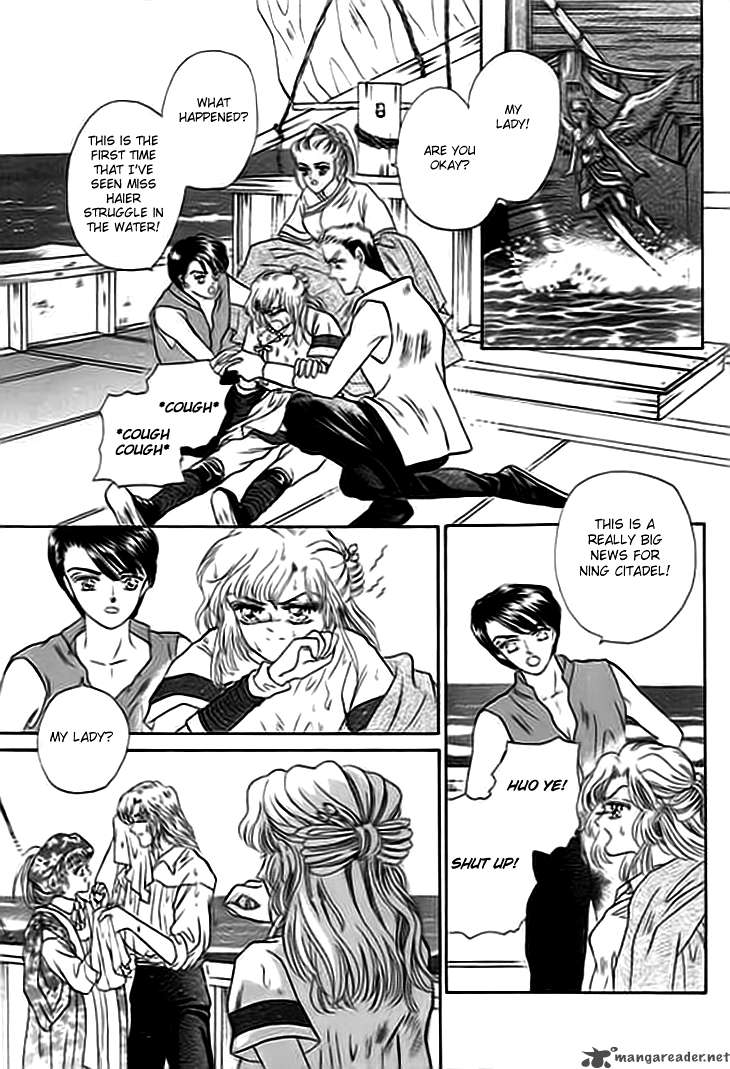 MY
LADY!
ARE YOU
OKAY?
WHAT
HAPPENED?
THIS IS THE
FIRST TIME
THAT I'VE
SEEN MISS
HAIER
STRUGGLE IN
THE WATER!
*COUGH*
*COUGH
COUGH*
THIS IS A
REALLY BIG
NEWS FOR
NING CITADEL!
HUO YE!
SHUT UP!
MY LADY?
mangareader.net